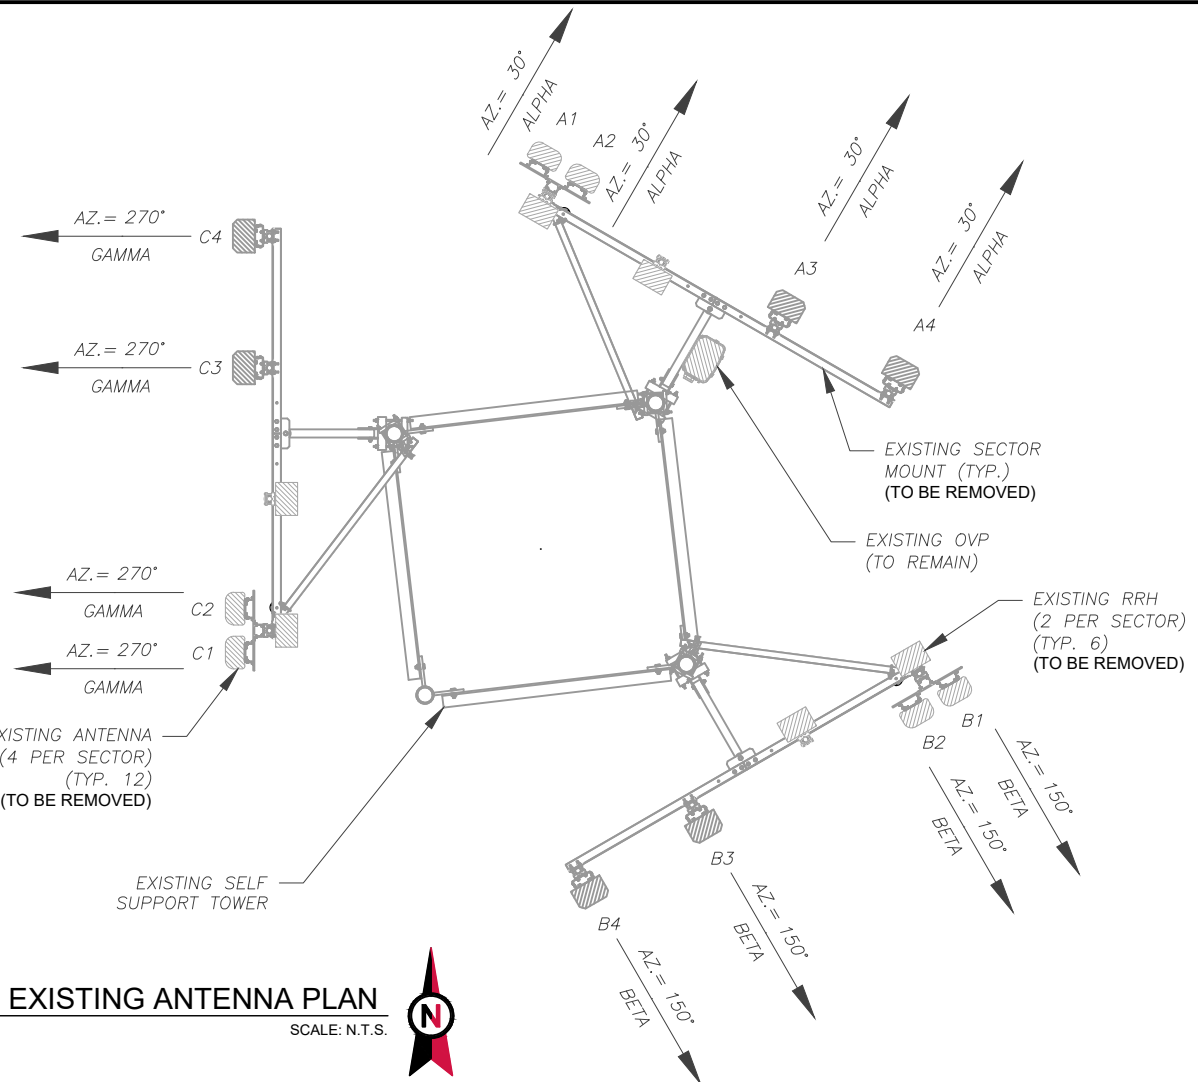 AZ.= 30°
ALPHA
A1
A2
AZ.= 30°
ALPHA
AZ.= 30°
ALPHA
A3
AZ.= 30°
ALPHA
A4
AZ.= 270°
GAMMA
C4
AZ.= 270°
GAMMA
C3
EXISTING SECTOR
MOUNT (TYP.)
(TO BE REMOVED)
EXISTING OVP
(TO REMAIN)
AZ.= 270°
GAMMA
C2
AZ.= 270°
GAMMA
C1
EXISTING RRH
(2 PER SECTOR)
(TYP. 6)
(TO BE REMOVED)
XISTING ANTENNA
(4 PER SECTOR)
(TYP. 12)
(TO BE REMOVED)
B1
AZ.= 150°
BETA
B2
AZ.= 150°
BETA
B3
AZ.= 150°
BETA
B4
AZ.= 150°
BETA
EXISTING SELF
SUPPORT TOWER
EXISTING ANTENNA PLAN
SCALE: N.T.S.
N